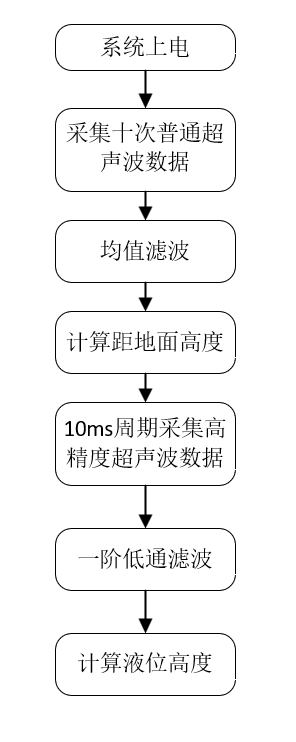 系统上电
采集十次普通超
声波数据
均值滤波
计算距地面高度
10ms周期采集高
精度超声波数据
一阶低通滤波
计算液位高度